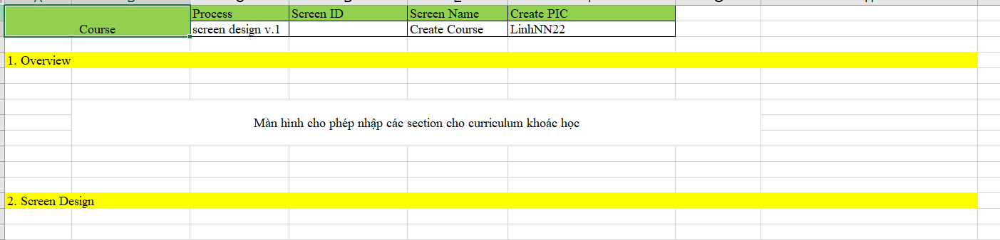 Process Screen ID Screen Name Create PIC
Course screen design v.1 Create Course LinhNN22
1. Overview
Màn hình cho phép nhập các section cho curriculum khoác học
2. Screen Design